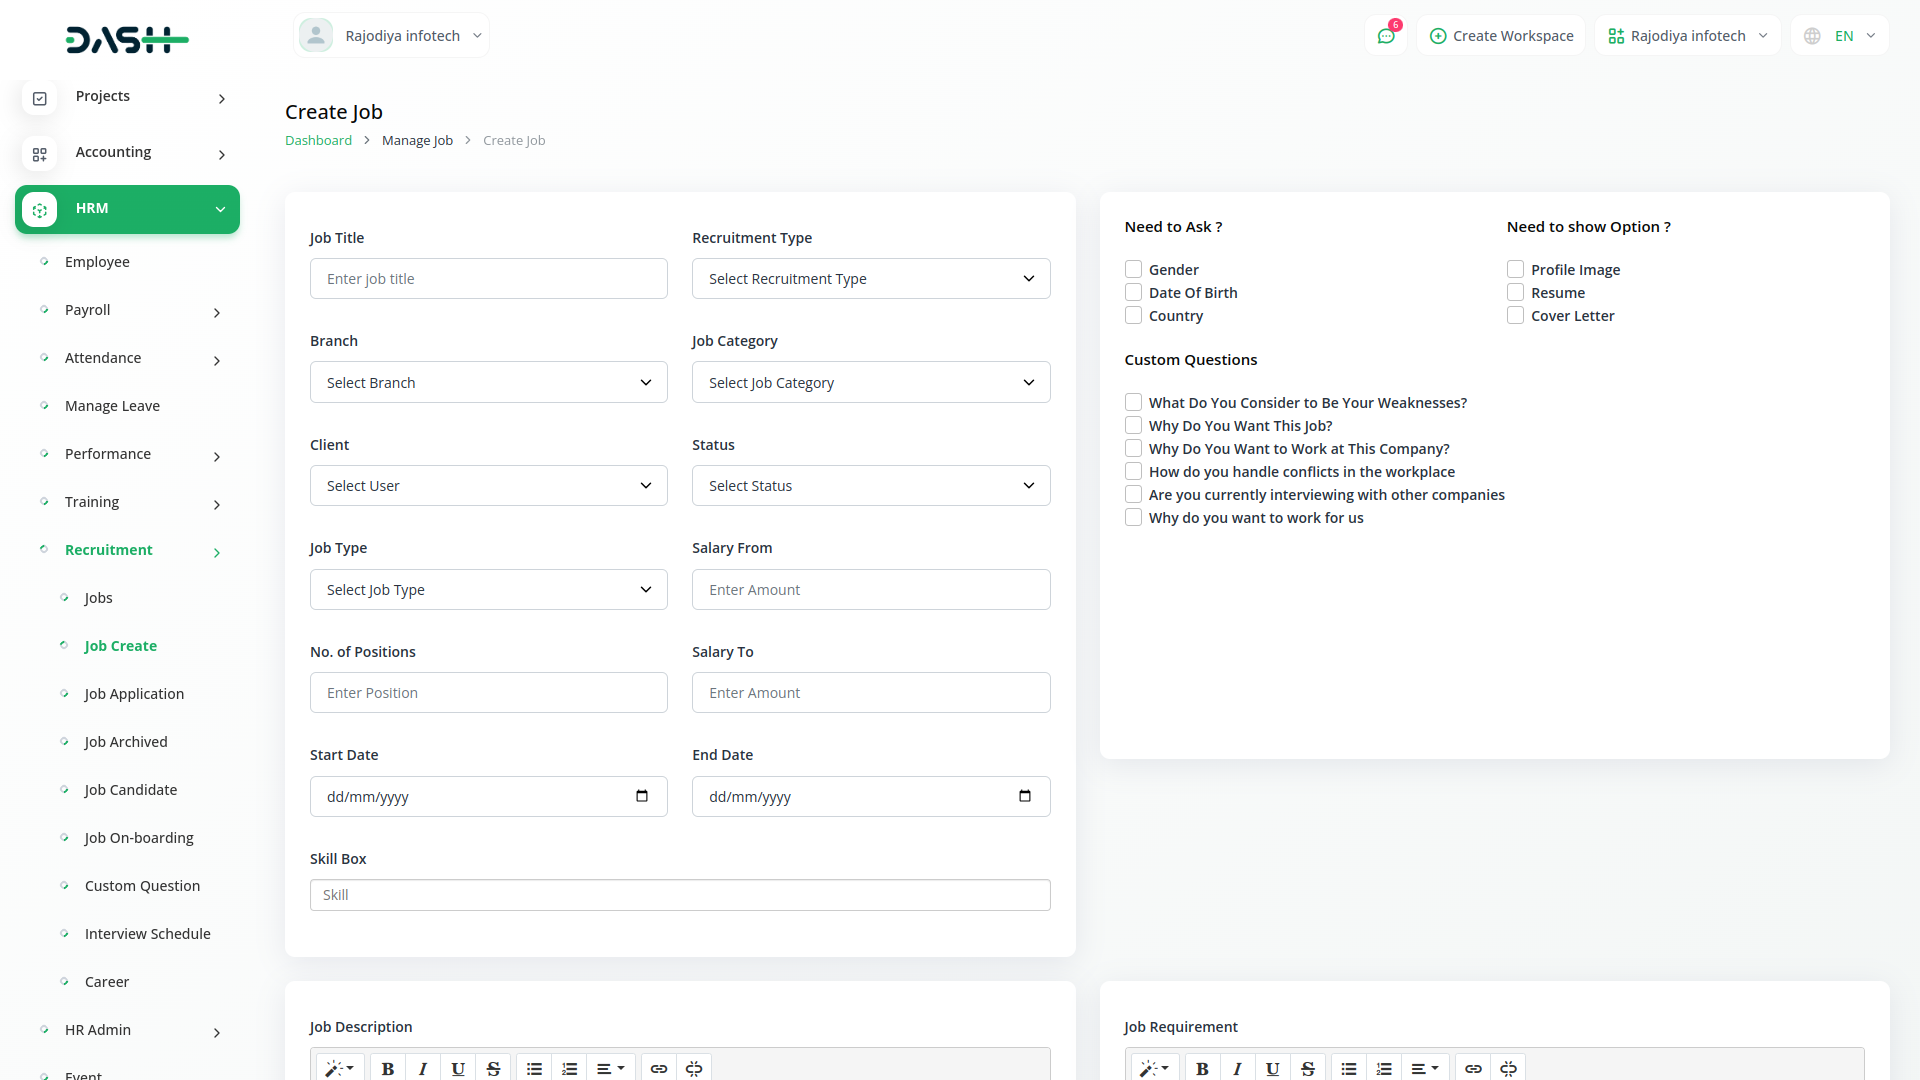 DASH
Rajodiya infotech
6
Create Workspace
Rajodiya infotech
EN
Projects
Accounting
HRM
Employee
Payroll
Attendance
Manage Leave
Performance
Training
Recruitment
Jobs
Job Create
Job Application
Job Archived
Job Candidate
Job On-boarding
Custom Question
Interview Schedule
Career
HR Admin
Event
Create Job
Dashboard > Manage Job > Create Job
Job Title
Enter job title
Recruitment Type
Select Recruitment Type
Branch
Select Branch
Job Category
Select Job Category
Client
Select User
Status
Select Status
Job Type
Select Job Type
Salary From
Enter Amount
No. of Positions
Enter Position
Salary To
Enter Amount
Start Date
dd/mm/yyyy
End Date
dd/mm/yyyy
Skill Box
Skill
Need to Ask ?
Gender
Date Of Birth
Country
Need to show Option ?
Profile Image
Resume
Cover Letter
Custom Questions
What Do You Consider to Be Your Weaknesses?
Why Do You Want This Job?
Why Do You Want to Work at This Company?
How do you handle conflicts in the workplace
Are you currently interviewing with other companies
Why do you want to work for us
Job Description
B I U S
Job Requirement
B I U S